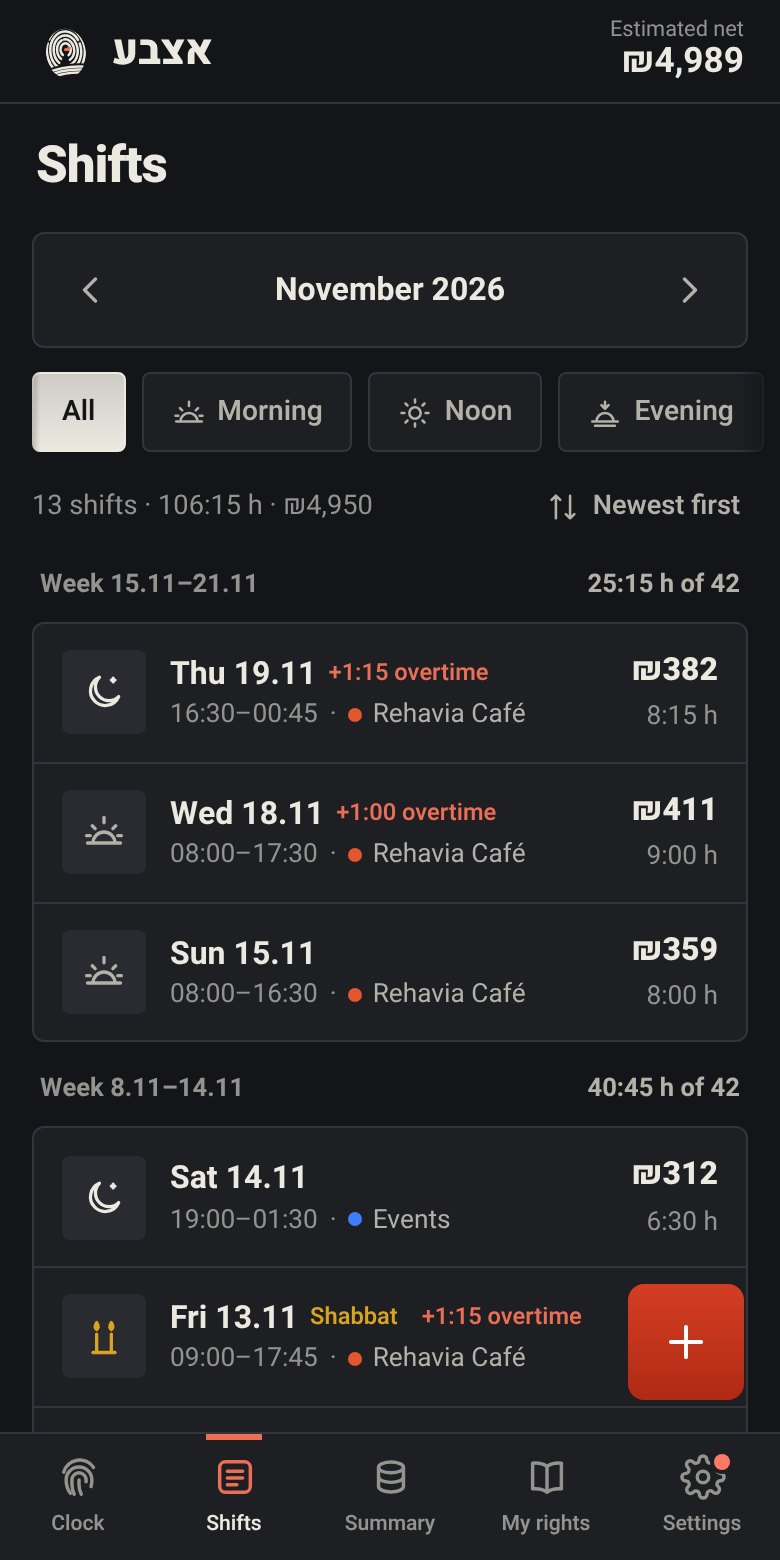 אצבע
Estimated net
₪4,989
Shifts
November 2026
All
Morning
Noon
Evening
13 shifts · 106:15 h · ₪4,950
Newest first
Week 15.11–21.11
25:15 h of 42
Thu 19.11 +1:15 overtime
₪382
16:30–00:45 · Rehavia Café
8:15 h
Wed 18.11 +1:00 overtime
₪411
08:00–17:30 · Rehavia Café
9:00 h
Sun 15.11
₪359
08:00–16:30 · Rehavia Café
8:00 h
Week 8.11–14.11
40:45 h of 42
Sat 14.11
₪312
19:00–01:30 · Events
6:30 h
Fri 13.11 Shabbat +1:15 overtime
09:00–17:45 · Rehavia Café
Clock
Shifts
Summary
My rights
Settings